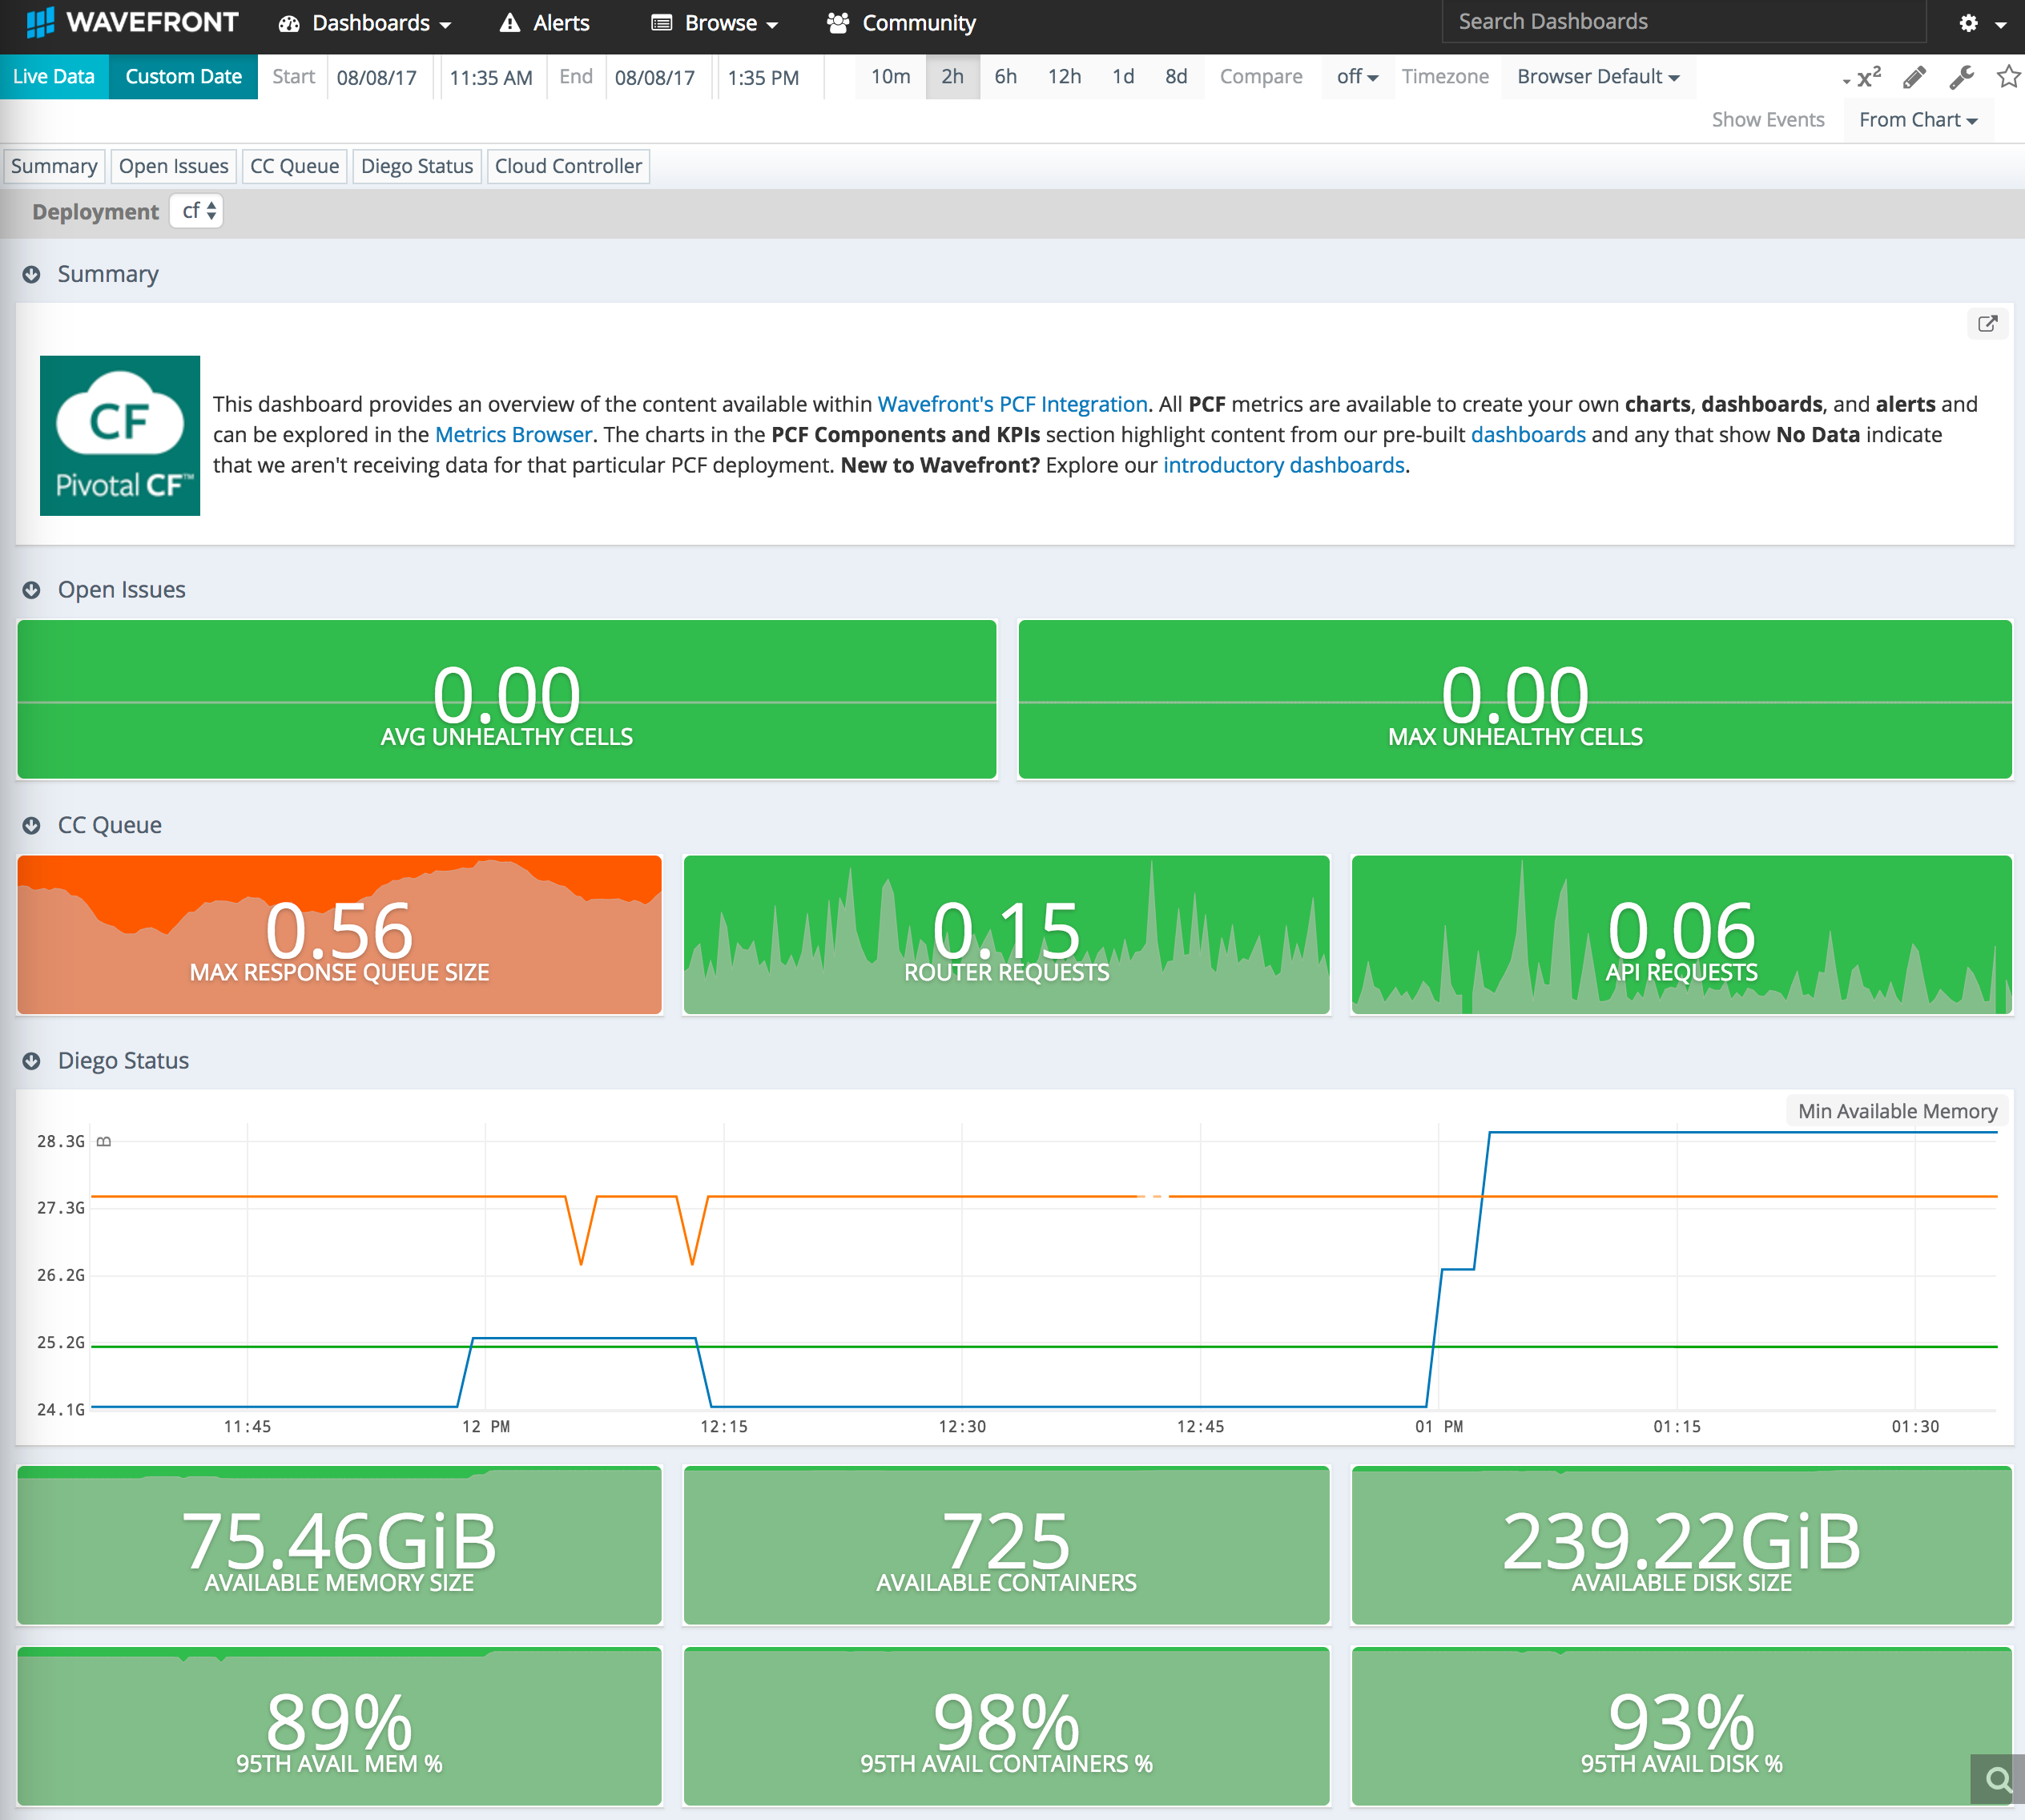 WAVEFRONT Dashboards Alerts Browse Community Search Dashboards
Live Data Custom Date Start 08/08/17 11:35 AM End 08/08/17 1:35 PM 10m 2h 6h 12h 1d 8d Compare off Timezone Browser Default x²
Show Events From Chart
Summary Open Issues CC Queue Diego Status Cloud Controller
Deployment cf
Summary
CF
Pivotal CF™
This dashboard provides an overview of the content available within Wavefront's PCF Integration. All PCF metrics are available to create your own charts, dashboards, and alerts and
can be explored in the Metrics Browser. The charts in the PCF Components and KPIs section highlight content from our pre-built dashboards and any that show No Data indicate
that we aren't receiving data for that particular PCF deployment. New to Wavefront? Explore our introductory dashboards.
Open Issues
0.00
AVG UNHEALTHY CELLS
0.00
MAX UNHEALTHY CELLS
CC Queue
0.56
MAX RESPONSE QUEUE SIZE
0.15
ROUTER REQUESTS
0.06
API REQUESTS
Diego Status
Min Available Memory
28.3G B
27.3G
26.2G
25.2G
24.1G
11:45 12 PM 12:15 12:30 12:45 01 PM 01:15 01:30
75.46GiB
AVAILABLE MEMORY SIZE
725
AVAILABLE CONTAINERS
239.22GiB
AVAILABLE DISK SIZE
89%
95TH AVAIL MEM %
98%
95TH AVAIL CONTAINERS %
93%
95TH AVAIL DISK %